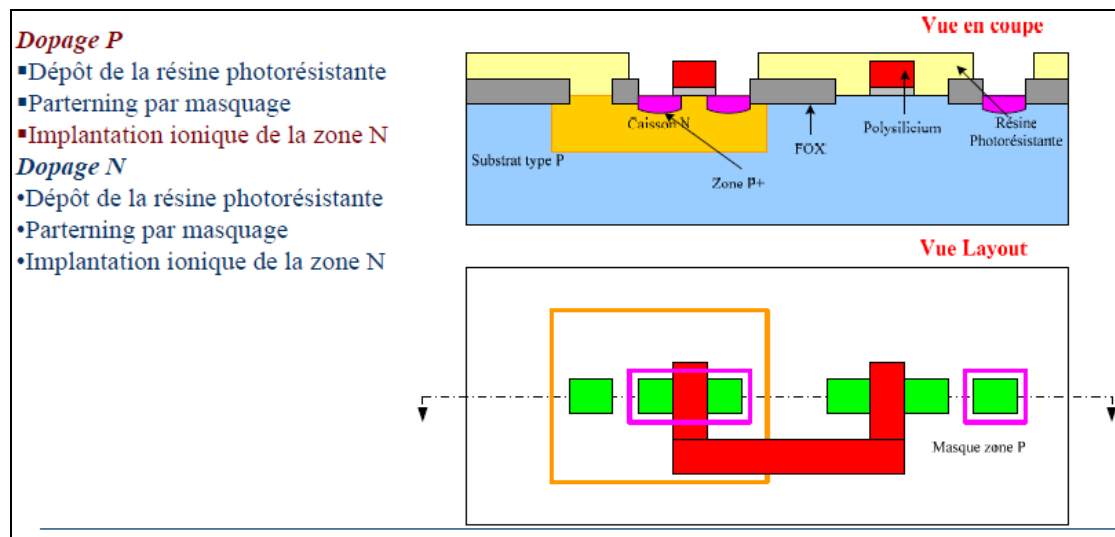 Dopage P
▪Dépôt de la résine photorésistante
▪Parterning par masquage
▪Implantation ionique de la zone N
Dopage N
•Dépôt de la résine photorésistante
•Parterning par masquage
•Implantation ionique de la zone N
Vue en coupe
Caisson N
Substrat type P
Zone P+
FOX
Polysilicium
Résine
Photorésistante
Vue Layout
Masque zone P